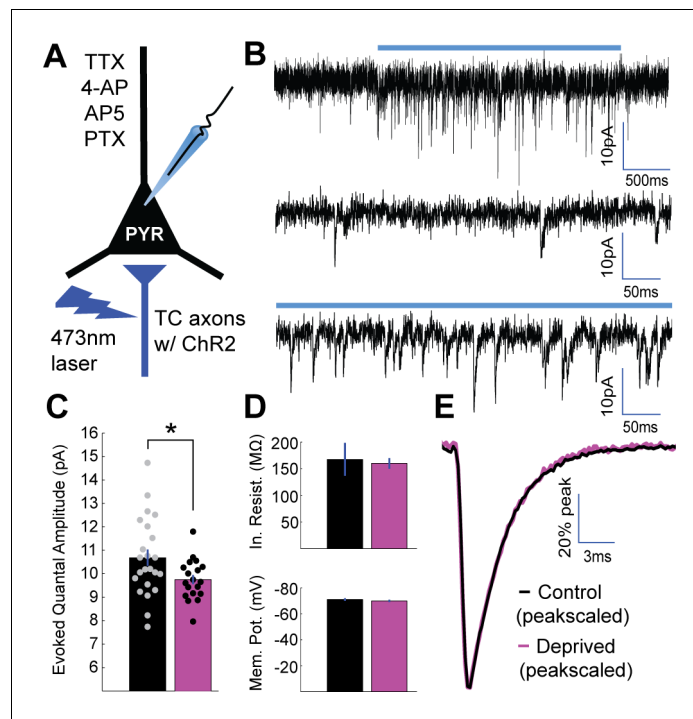 A
TTX
4-AP
AP5
PTX
PYR
473nm
laser
TC axons
w/ ChR2
B
10pA
500ms
10pA
50ms
10pA
50ms
C
Evoked Quantal Amplitude (pA)
16
15
14
13
12
11
10
9
8
7
6
*
D
In. Resist. (MΩ)
200
150
100
50
Mem. Pot. (mV)
-80
-60
-40
-20
E
20% peak
3ms
Control
(peakscaled)
Deprived
(peakscaled)